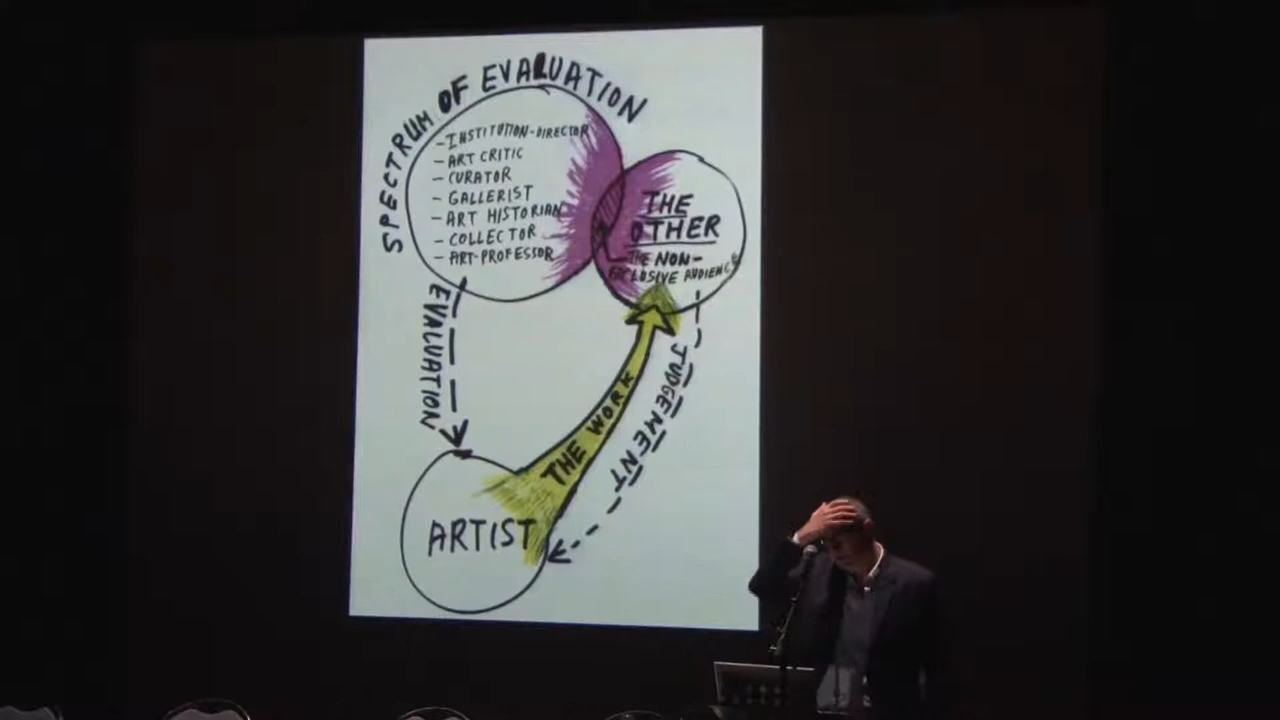 SPECTRUM OF EVALUATION
- INSTITUTION-DIRECTOR
- ART CRITIC
- CURATOR
- GALLERIST
- ART HISTORIAN
- COLLECTOR
- ART-PROFESSOR
THE
OTHER
THE NON-
EXCLUSIVE AUDIENCE
EVALUATION
JUDGEMENT
THE WORK
ARTIST